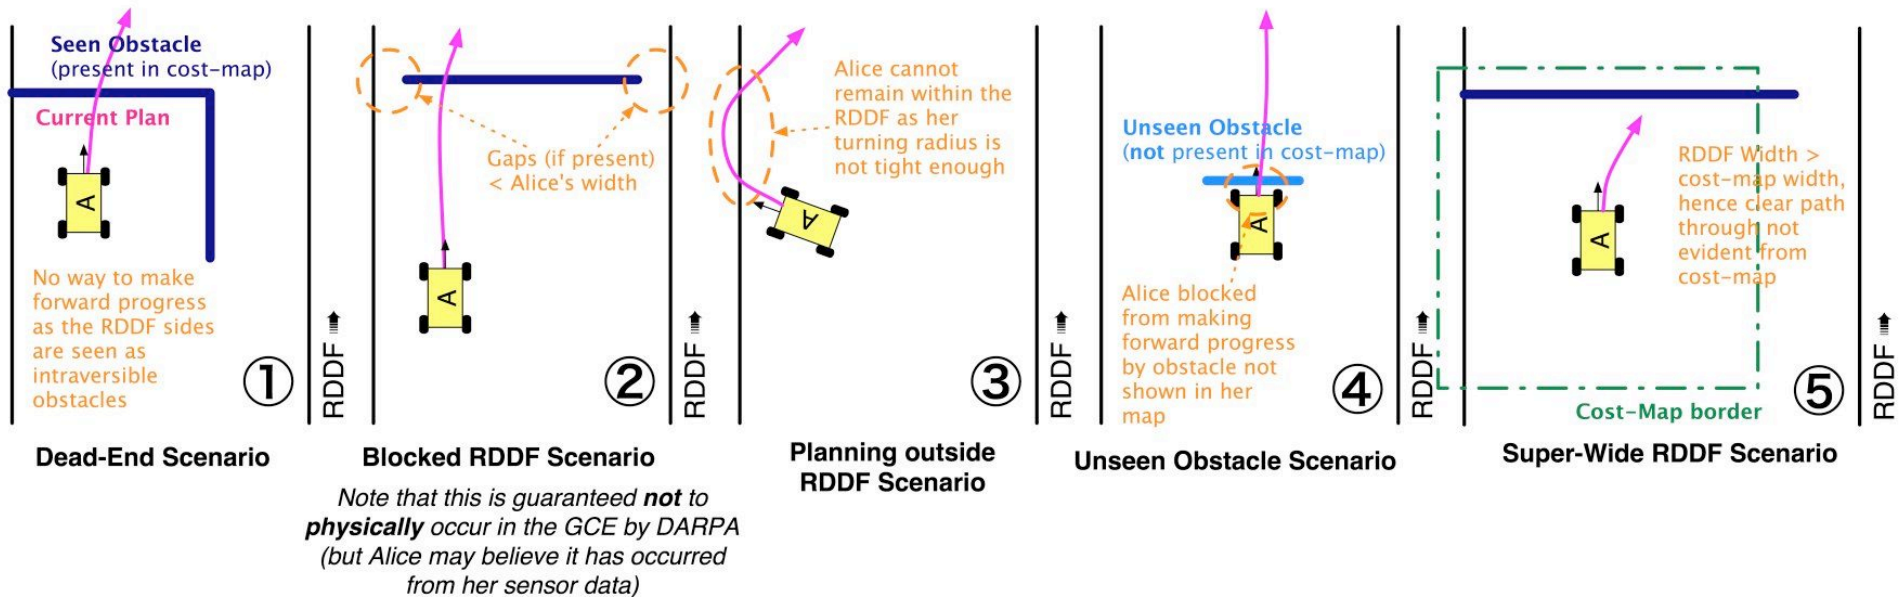 Seen Obstacle
(present in cost-map)
Current Plan
A
No way to make
forward progress
as the RDDF sides
are seen as
intraversible
obstacles
①
RDDF
Dead-End Scenario
Gaps (if present)
< Alice's width
A
②
RDDF
Blocked RDDF Scenario
Note that this is guaranteed not to
physically occur in the GCE by DARPA
(but Alice may believe it has occurred
from her sensor data)
Alice cannot
remain within the
RDDF as her
turning radius is
not tight enough
A
③
RDDF
Planning outside
RDDF Scenario
Unseen Obstacle
(not present in cost-map)
A
Alice blocked
from making
forward progress
by obstacle not
shown in her
map
④
RDDF
Unseen Obstacle Scenario
RDDF Width >
cost-map width,
hence clear path
through not
evident from
cost-map
A
Cost-Map border
⑤
RDDF
Super-Wide RDDF Scenario